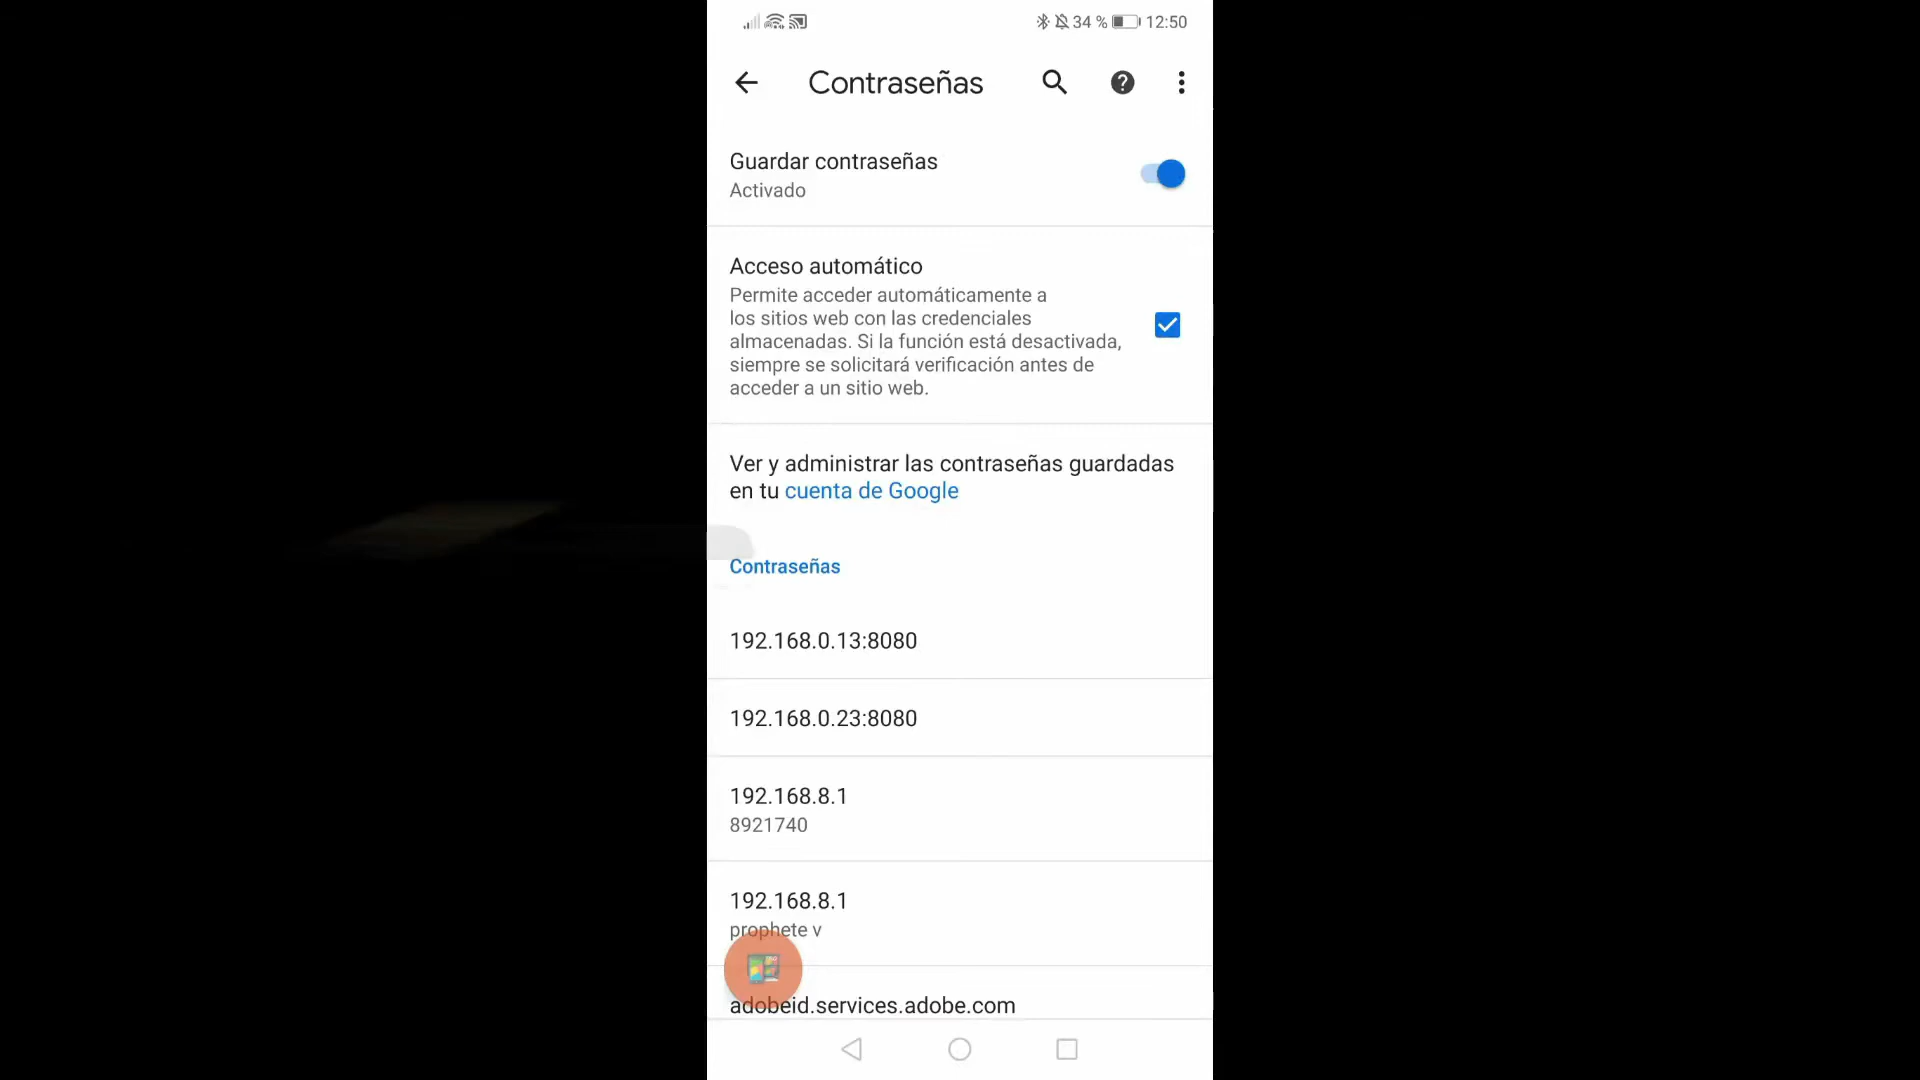 34 % 12:50
Contraseñas
Guardar contraseñas
Activado
Acceso automático
Permite acceder automáticamente a
los sitios web con las credenciales
almacenadas. Si la función está desactivada,
siempre se solicitará verificación antes de
acceder a un sitio web.
Ver y administrar las contraseñas guardadas
en tu cuenta de Google
Contraseñas
192.168.0.13:8080
192.168.0.23:8080
192.168.8.1
8921740
192.168.8.1
prophete v
adobeid.services.adobe.com